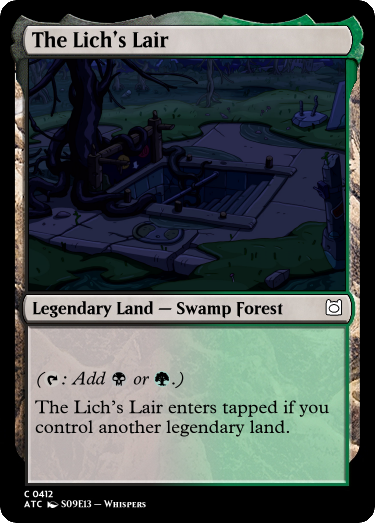 The Lich's Lair
Legendary Land — Swamp Forest
(: Add or .)
The Lich's Lair enters tapped if you
control another legendary land.
C 0412
ATC S09E13 – Whispers